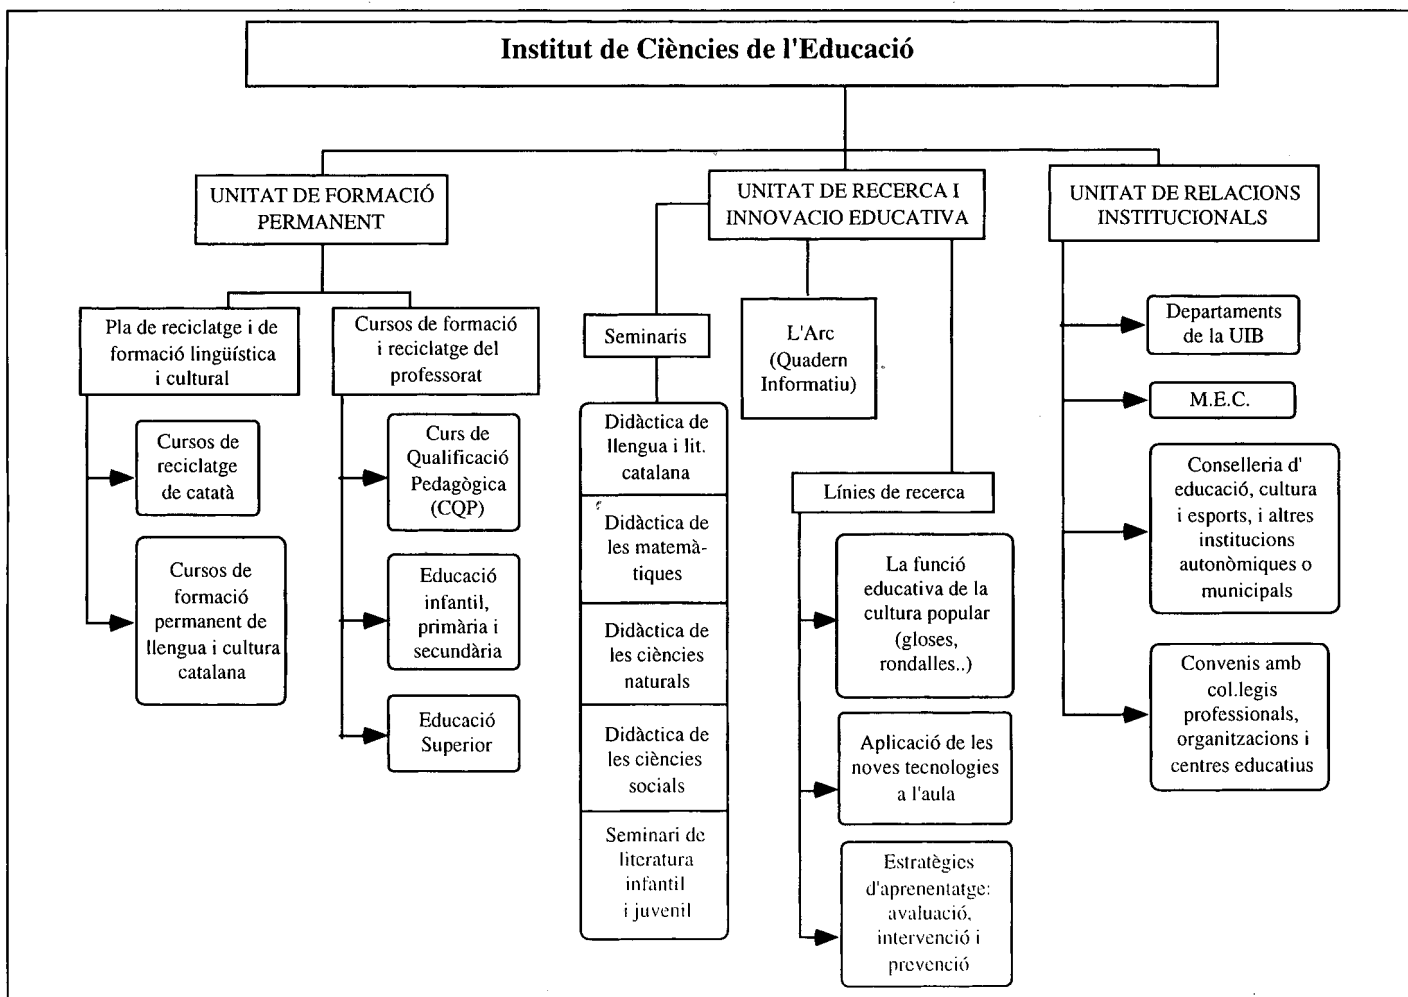 Institut de Ciències de l'Educació
UNITAT DE FORMACIÓ
PERMANENT
Pla de reciclatge i de
formació lingüística
i cultural
Cursos de
reciclatge
de catatà
Cursos de
formació
permanent de
llengua i cultura
catalana
Cursos de formació
i reciclatge del
professorat
Curs de
Qualificació
Pedagògica
(CQP)
Educació
infantil,
primària i
secundària
Educació
Superior
UNITAT DE RECERCA I
INNOVACIO EDUCATIVA
Seminaris
Didàctica de
llengua i lit.
catalana
Didàctica de
les matemà-
tiques
Didàctica de
les ciències
naturals
Didàctica de
les ciències
socials
Seminari de
literatura
infantil
i juvenil
L'Arc
(Quadern
Informatiu)
Línies de recerca
La funció
educativa de la
cultura popular
(gloses,
rondalles..)
Aplicació de les
noves tecnologies
a l'aula
Estratègies
d'aprenentatge:
avaluació,
intervenció i
prevenció
UNITAT DE RELACIONS
INSTITUCIONALS
Departaments
de la UIB
M.E.C.
Conselleria d'
educació, cultura
i esports, i altres
institucions
autonòmiques o
municipals
Convenis amb
col.legis
professionals,
organitzacions i
centres educatius